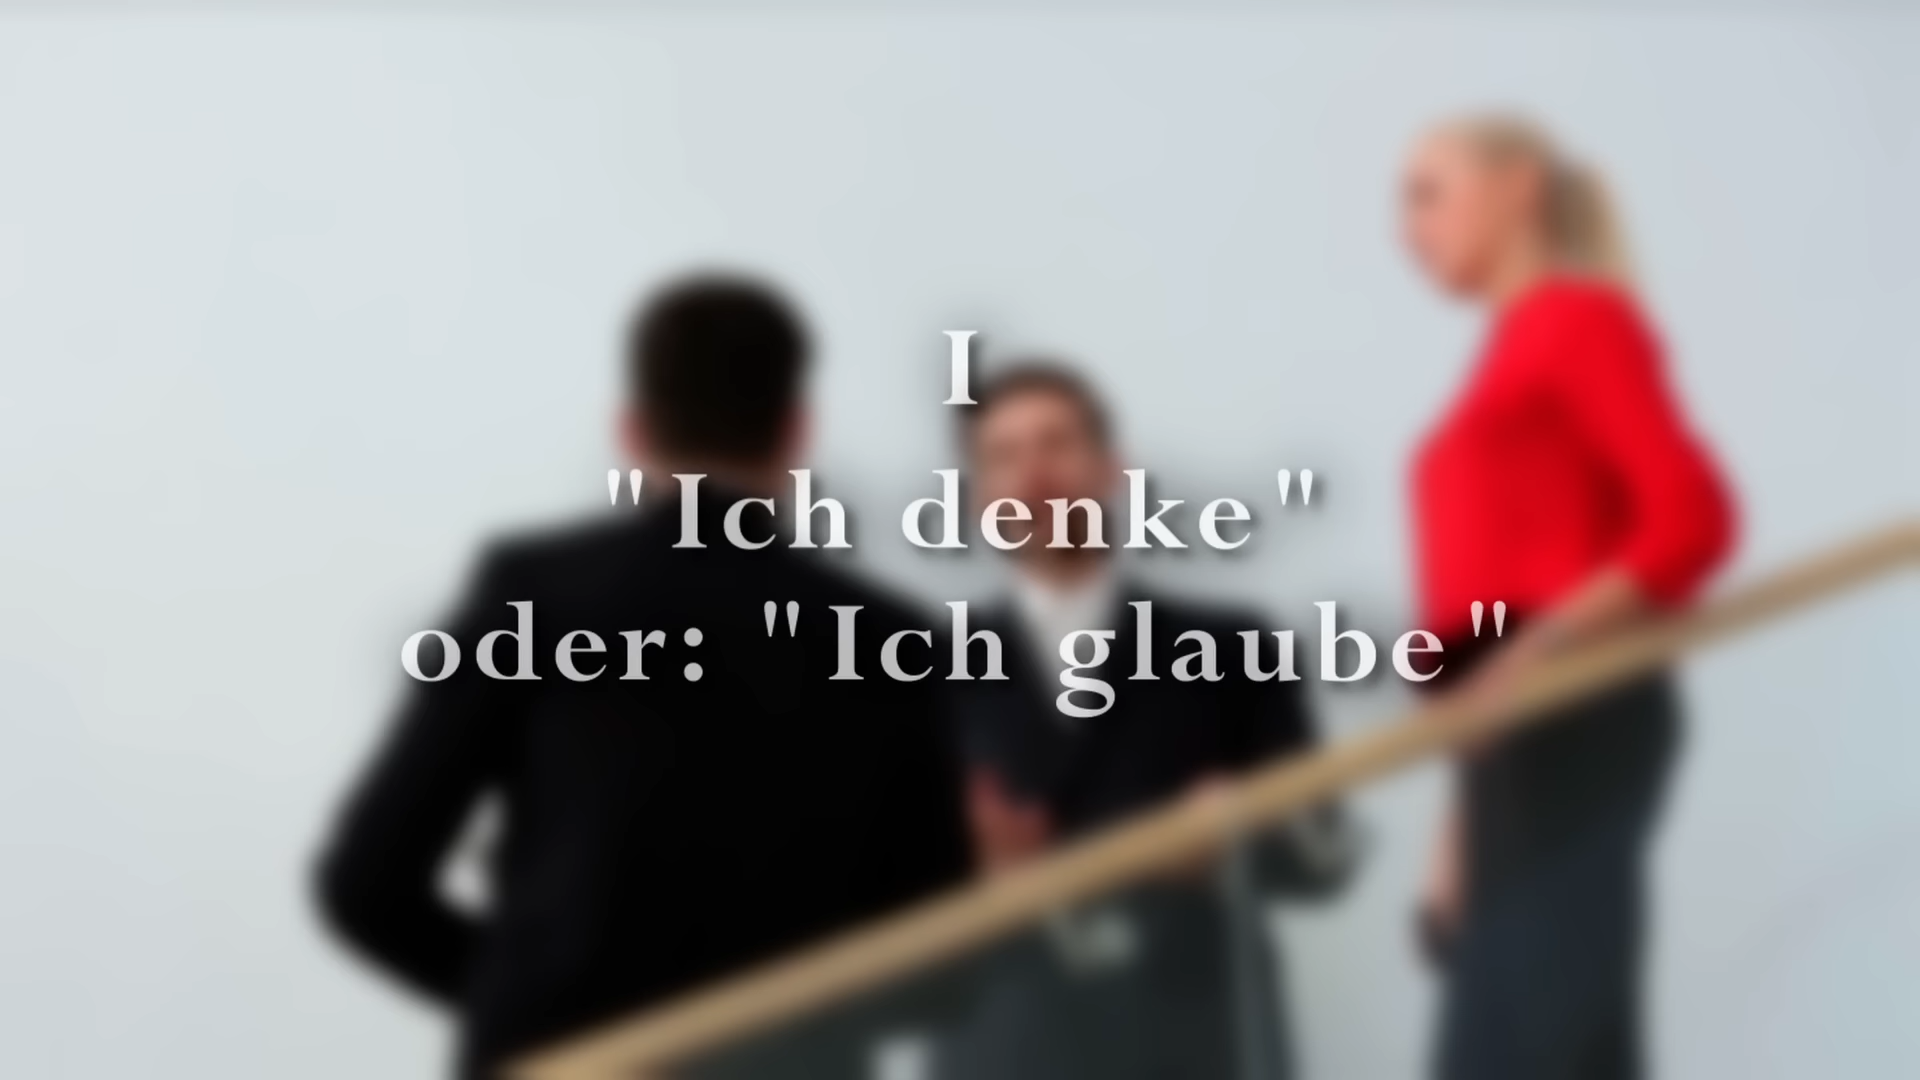 I
"Ich denke"
oder: "Ich glaube"